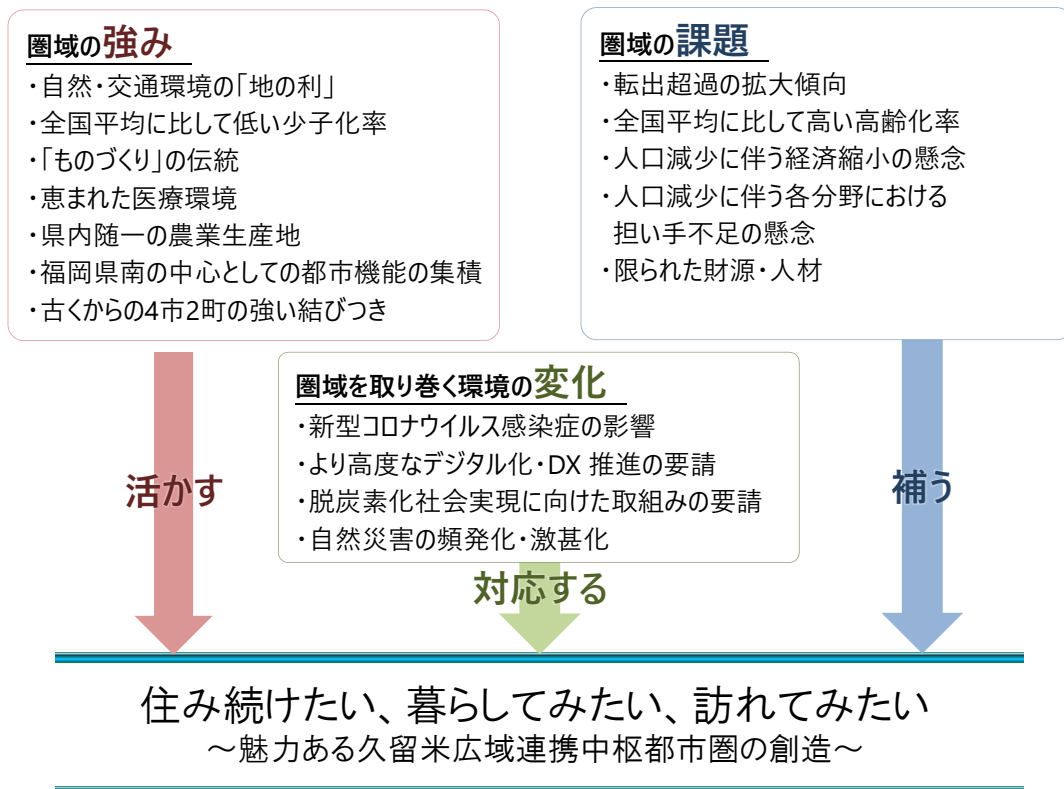 圏域の強み
・自然・交通環境の「地の利」
・全国平均に比して低い少子化率
・「ものづくり」の伝統
・恵まれた医療環境
・県内随一の農業生産地
・福岡県南の中心としての都市機能の集積
・古くからの4市2町の強い結びつき
圏域の課題
・転出超過の拡大傾向
・全国平均に比して高い高齢化率
・人口減少に伴う経済縮小の懸念
・人口減少に伴う各分野における
担い手不足の懸念
・限られた財源・人材
圏域を取り巻く環境の変化
・新型コロナウイルス感染症の影響
・より高度なデジタル化・DX 推進の要請
・脱炭素化社会実現に向けた取組みの要請
・自然災害の頻発化・激甚化
活かす
対応する
補う
住み続けたい、暮らしてみたい、訪れてみたい
～魅力ある久留米広域連携中枢都市圏の創造～